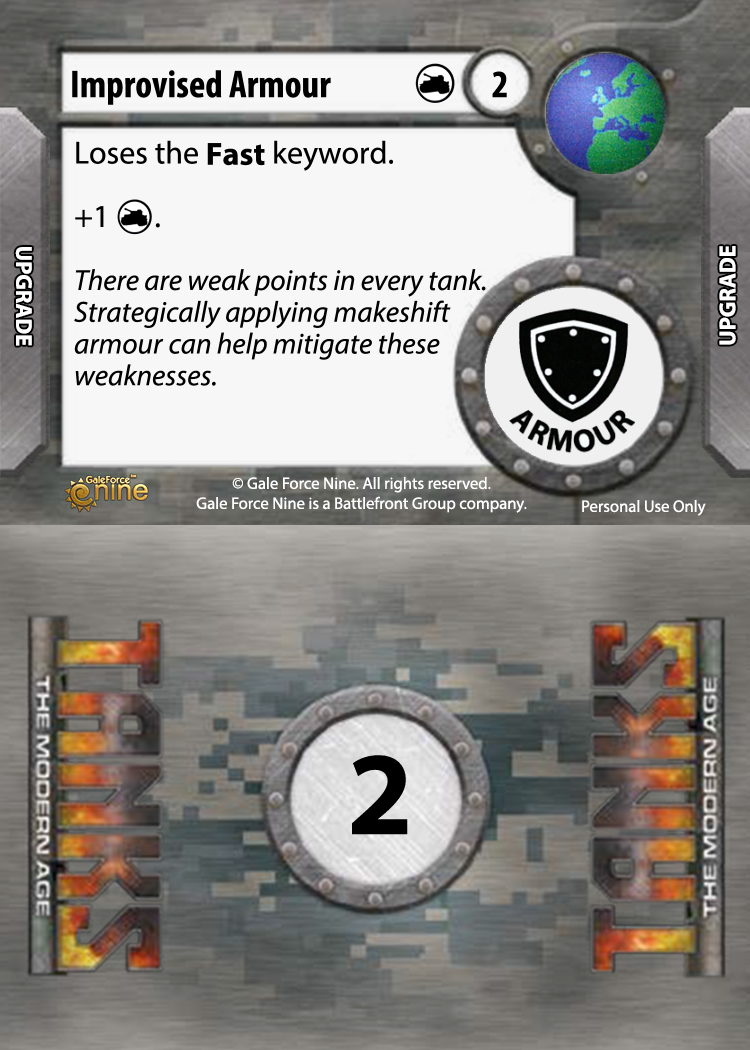 Improvised Armour 2
Loses the Fast keyword.
+1 .
There are weak points in every tank.
Strategically applying makeshift
armour can help mitigate these
weaknesses.
UPGRADE
UPGRADE
ARMOUR
GaleForce™
nine
© Gale Force Nine. All rights reserved.
Gale Force Nine is a Battlefront Group company.
Personal Use Only
TANKS
THE MODERN AGE
2
TANKS
THE MODERN AGE